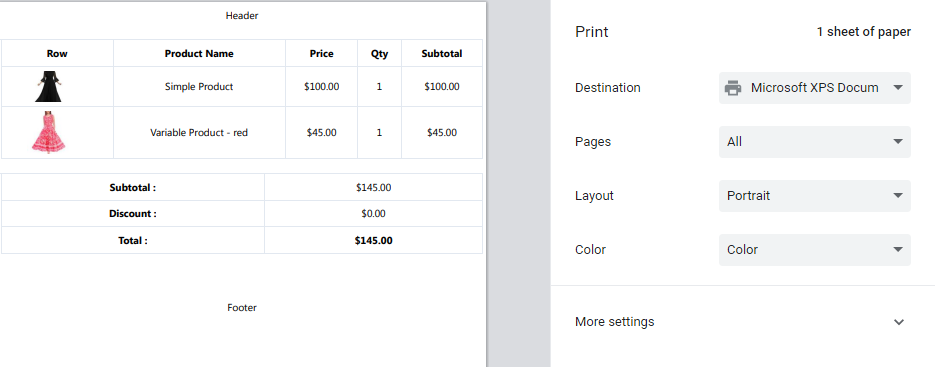 Header
Row Product Name Price Qty Subtotal
Simple Product $100.00 1 $100.00
Variable Product - red $45.00 1 $45.00
Subtotal : $145.00
Discount : $0.00
Total : $145.00
Footer
Print 1 sheet of paper
Destination Microsoft XPS Docum
Pages All
Layout Portrait
Color Color
More settings